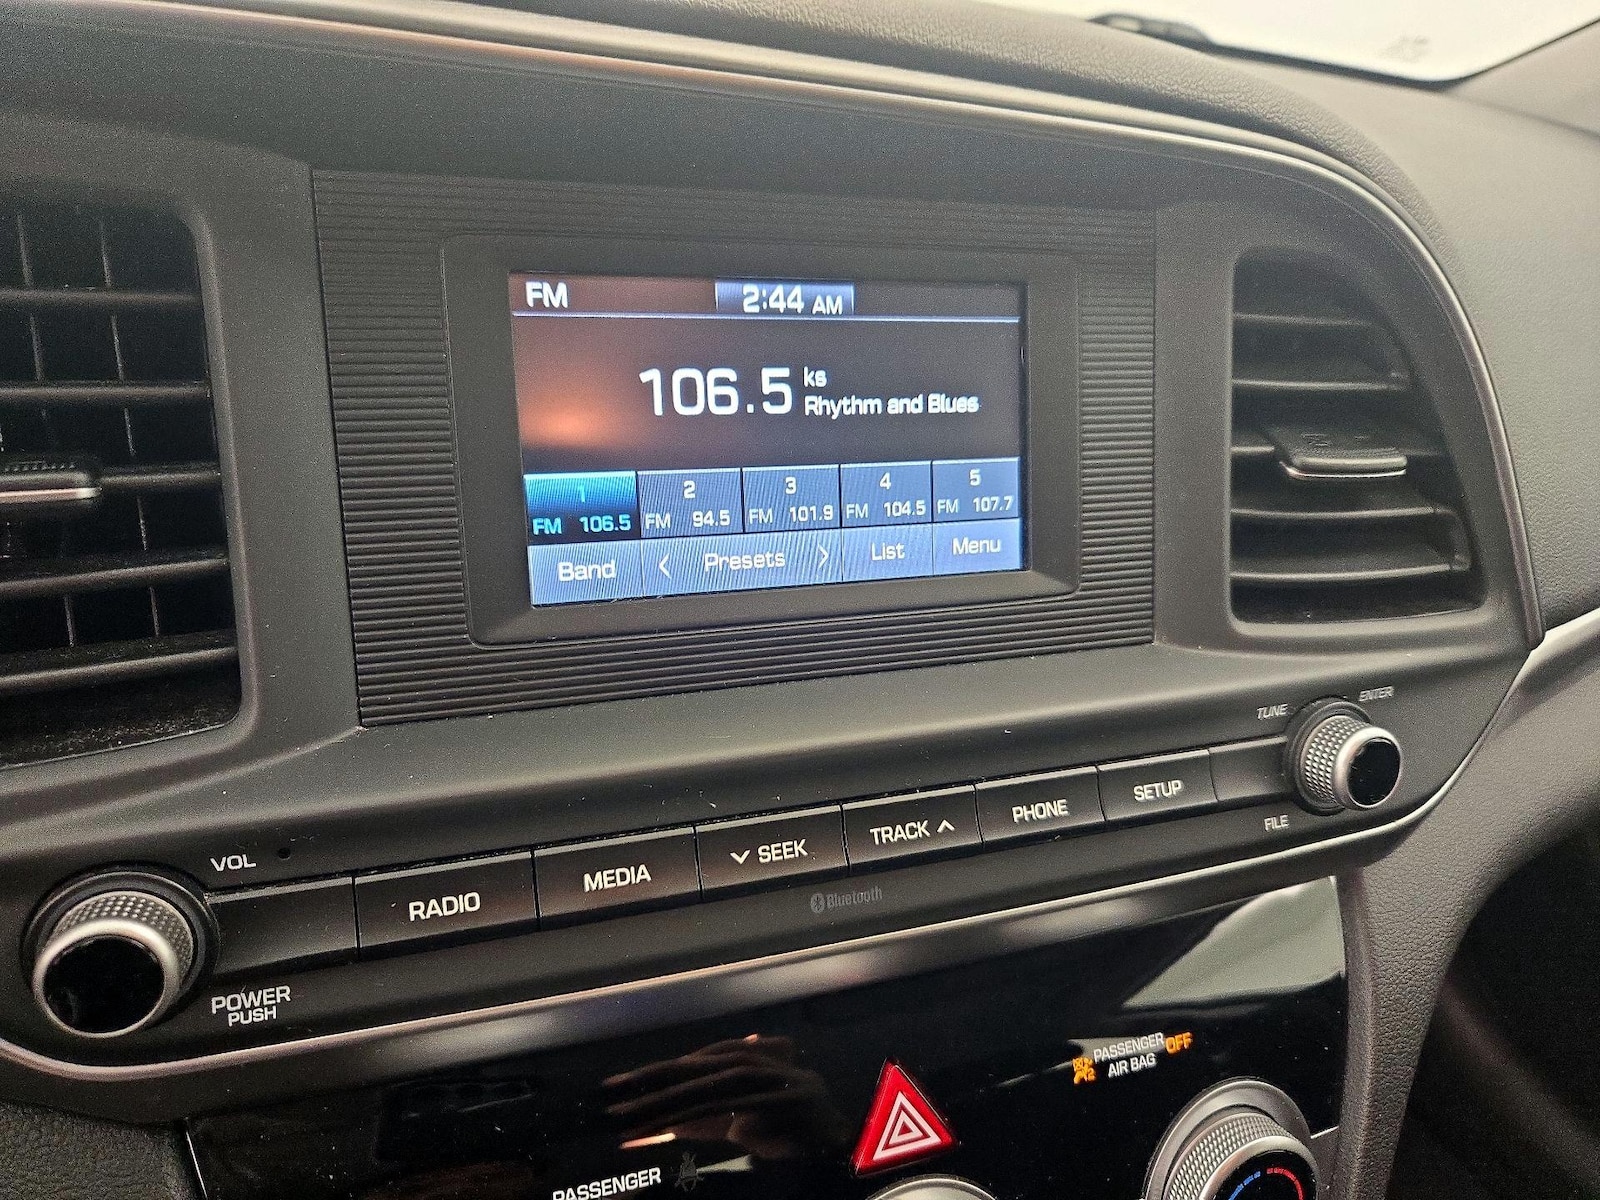 FM
2:44 AM
106.5
ks
Rhythm and Blues
1
FM 106.5
2
FM 94.5
3
FM 101.9
4
FM 104.5
5
FM 107.7
Band
< Presets >
List
Menu
TUNE
ENTER
FILE
VOL
POWER
PUSH
RADIO
MEDIA
SEEK
TRACK
PHONE
SETUP
Bluetooth
PASSENGER OFF
AIR BAG
2
PASSENGER